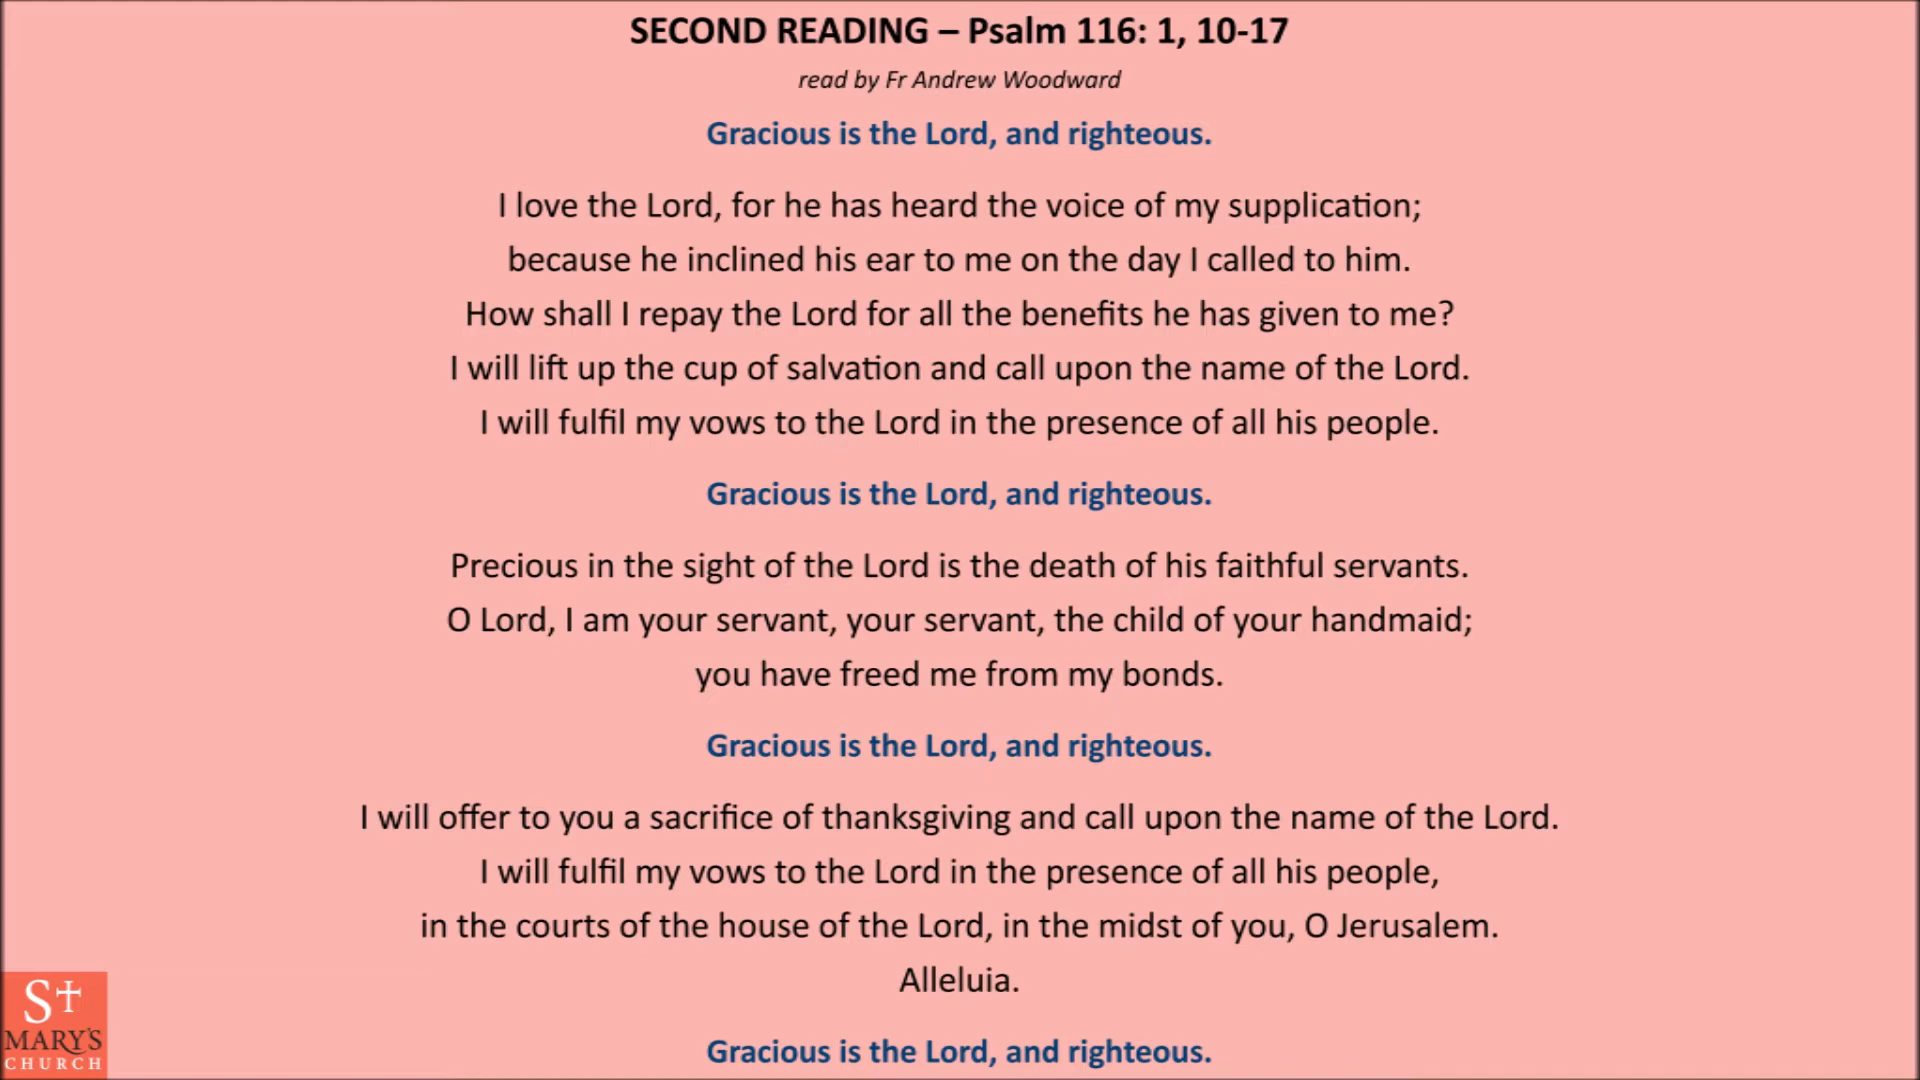 SECOND READING – Psalm 116: 1, 10-17
read by Fr Andrew Woodward
Gracious is the Lord, and righteous.
I love the Lord, for he has heard the voice of my supplication;
because he inclined his ear to me on the day I called to him.
How shall I repay the Lord for all the benefits he has given to me?
I will lift up the cup of salvation and call upon the name of the Lord.
I will fulfil my vows to the Lord in the presence of all his people.
Gracious is the Lord, and righteous.
Precious in the sight of the Lord is the death of his faithful servants.
O Lord, I am your servant, your servant, the child of your handmaid;
you have freed me from my bonds.
Gracious is the Lord, and righteous.
I will offer to you a sacrifice of thanksgiving and call upon the name of the Lord.
I will fulfil my vows to the Lord in the presence of all his people,
in the courts of the house of the Lord, in the midst of you, O Jerusalem.
Alleluia.
Gracious is the Lord, and righteous.
St
MARY'S
CHURCH